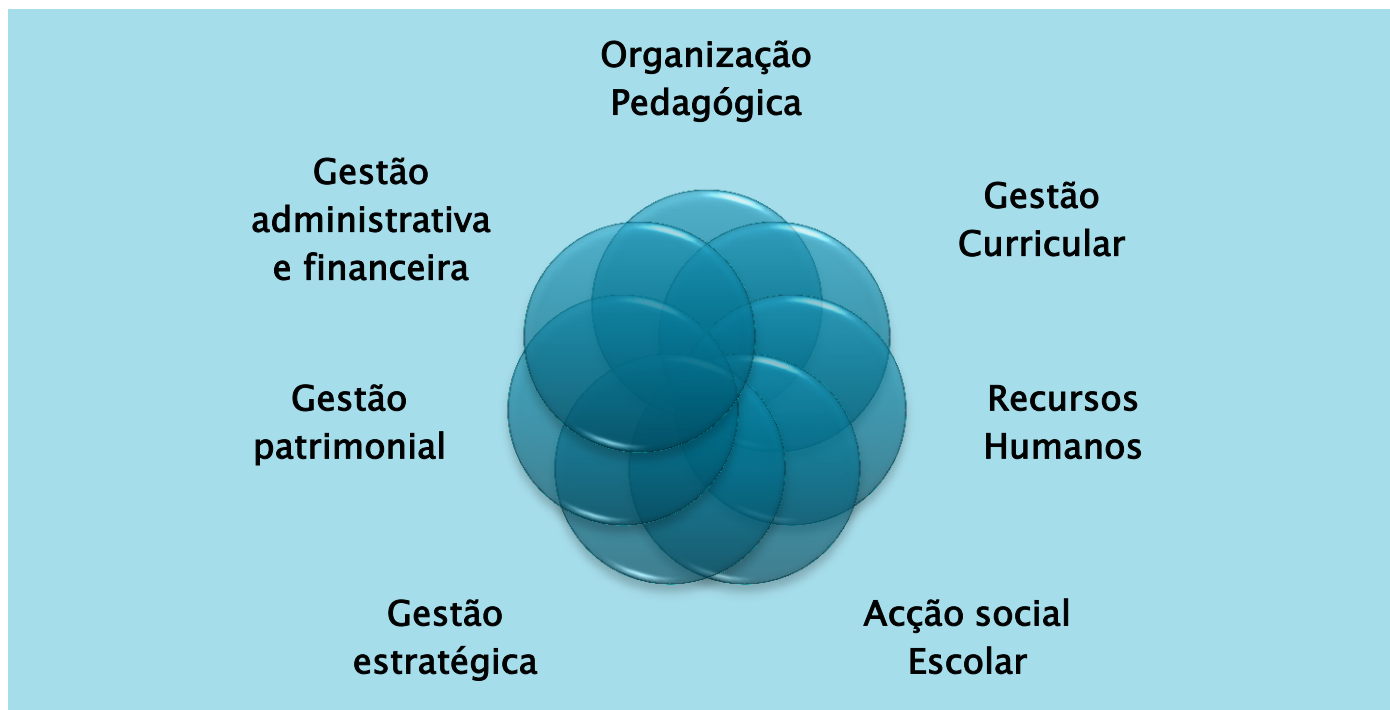 Organização
Pedagógica
Gestão
Curricular
Recursos
Humanos
Acção social
Escolar
Gestão
estratégica
Gestão
patrimonial
Gestão
administrativa
e financeira